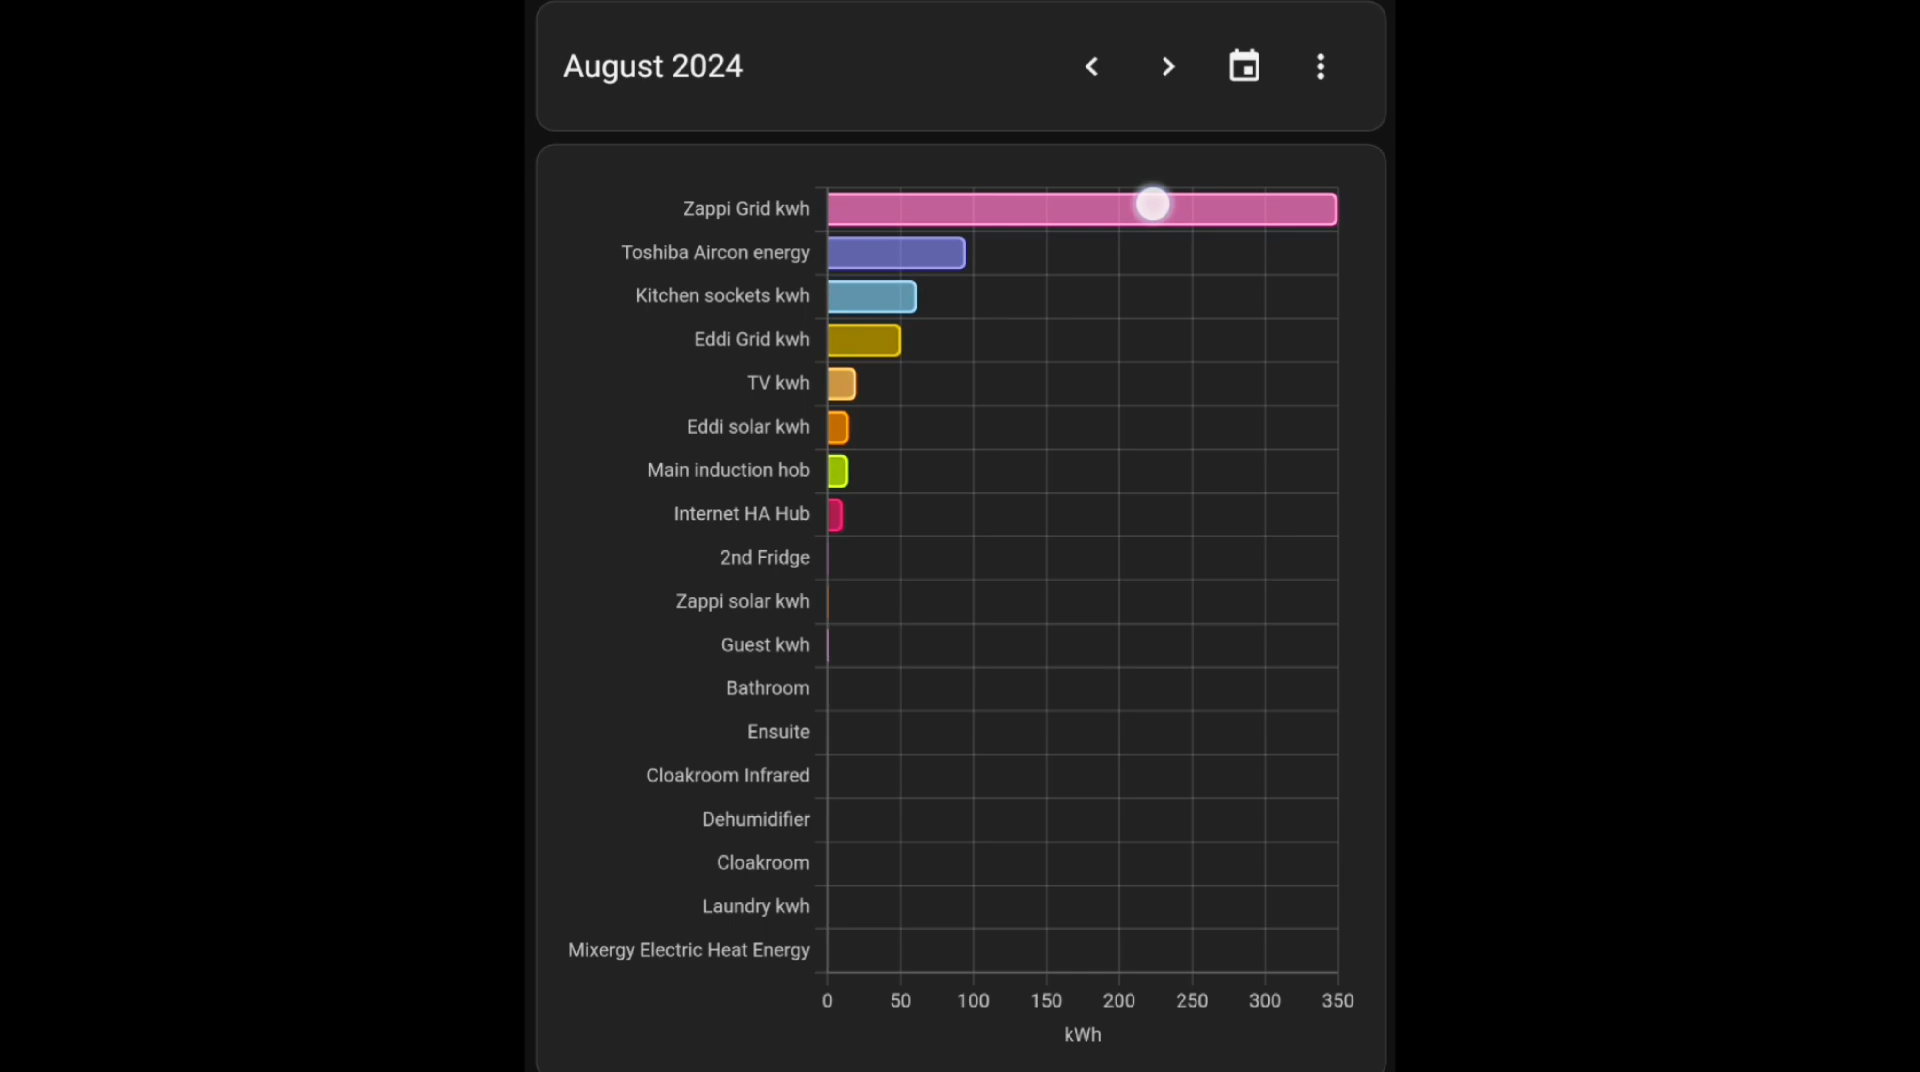 August 2024
Zappi Grid kwh
Toshiba Aircon energy
Kitchen sockets kwh
Eddi Grid kwh
TV kwh
Eddi solar kwh
Main induction hob
Internet HA Hub
2nd Fridge
Zappi solar kwh
Guest kwh
Bathroom
Ensuite
Cloakroom Infrared
Dehumidifier
Cloakroom
Laundry kwh
Mixergy Electric Heat Energy
0 50 100 150 200 250 300 350
kWh